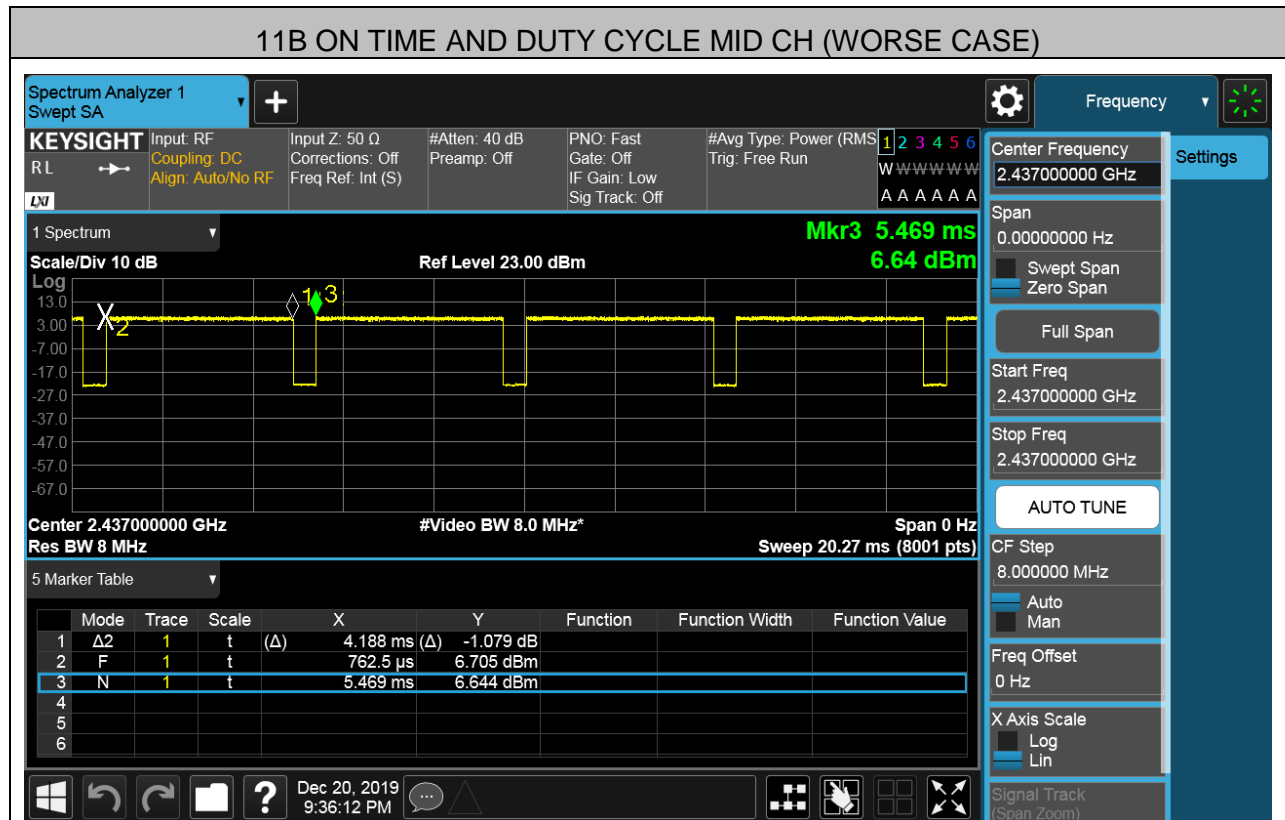 11B ON TIME AND DUTY CYCLE MID CH (WORSE CASE)
Spectrum Analyzer 1
Swept SA
Frequency
KEYSIGHT
RL
LXI
Input: RF
Coupling: DC
Align: Auto/No RF
Input Z: 50 Ω
Corrections: Off
Freq Ref: Int (S)
#Atten: 40 dB
Preamp: Off
PNO: Fast
Gate: Off
IF Gain: Low
Sig Track: Off
#Avg Type: Power (RMS
Trig: Free Run
1 2 3 4 5 6
W W W W W W
A A A A A A
1 Spectrum
Mkr3 5.469 ms
Scale/Div 10 dB
Ref Level 23.00 dBm
6.64 dBm
Log
13.0
3.00
-7.00
-17.0
-27.0
-37.0
-47.0
-57.0
-67.0
2
1
3
Center 2.437000000 GHz
#Video BW 8.0 MHz*
Span 0 Hz
Res BW 8 MHz
Sweep 20.27 ms (8001 pts)
5 Marker Table
Mode Trace Scale X Y Function Function Width Function Value
1 Δ2 1 t (Δ) 4.188 ms (Δ) -1.079 dB
2 F 1 t 762.5 µs 6.705 dBm
3 N 1 t 5.469 ms 6.644 dBm
4
5
6
?
Dec 20, 2019
9:36:12 PM
Center Frequency
2.437000000 GHz
Span
0.00000000 Hz
Swept Span
Zero Span
Full Span
Start Freq
2.437000000 GHz
Stop Freq
2.437000000 GHz
AUTO TUNE
CF Step
8.000000 MHz
Auto
Man
Freq Offset
0 Hz
X Axis Scale
Log
Lin
Signal Track
(Span Zoom)
Settings